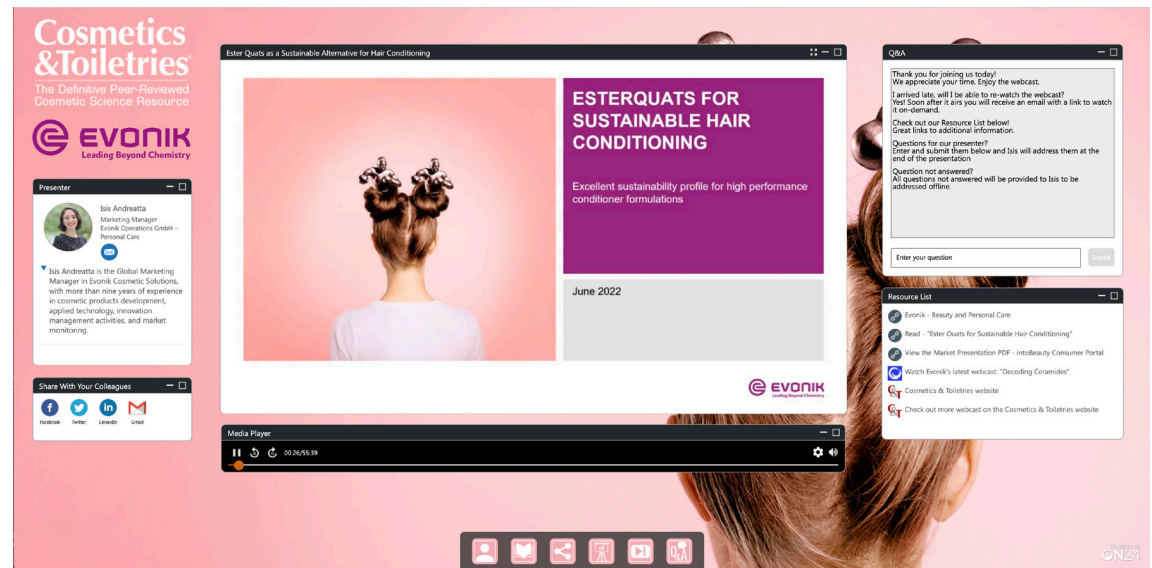 Cosmetics
&Toiletries
The Definitive Peer-Reviewed
Cosmetic Science Resource
EVONIK
Leading Beyond Chemistry
Presenter
Isis Andreatta
Marketing Manager
Evonik Operations GmbH –
Personal Care
Isis Andreatta is the Global Marketing
Manager in Evonik Cosmetic Solutions,
with more than nine years of experience
in cosmetic products development,
applied technology, innovation
management activities, and market
monitoring.
Share With Your Colleagues
Facebook Twitter LinkedIn Gmail
Ester Quats as a Sustainable Alternative for Hair Conditioning
ESTERQUATS FOR
SUSTAINABLE HAIR
CONDITIONING
Excellent sustainability profile for high performance
conditioner formulations
June 2022
EVONIK
Leading Beyond Chemistry
Media Player
00:26/55:39
Q&A
Thank you for joining us today!
We appreciate your time. Enjoy the webcast.
I arrived late, will I be able to re-watch the webcast?
Yes! Soon after it airs you will receive an email with a link to watch
it on-demand.
Check out our Resource List below!
Great links to additional information.
Questions for our presenter?
Enter and submit them below and Isis will address them at the
end of the presentation
Question not answered?
All questions not answered will be provided to Isis to be
addressed offline.
Enter your question
Submit
Resource List
Evonik - Beauty and Personal Care
Read - "Ester Quats for Sustainable Hair Conditioning"
View the Market Presentation PDF - intoBeauty Consumer Portal
Watch Evonik's latest webcast: "Decoding Ceramides"
C&T Cosmetics & Toiletries website
C&T Check out more webcast on the Cosmetics & Toiletries website
Q&A
ON24